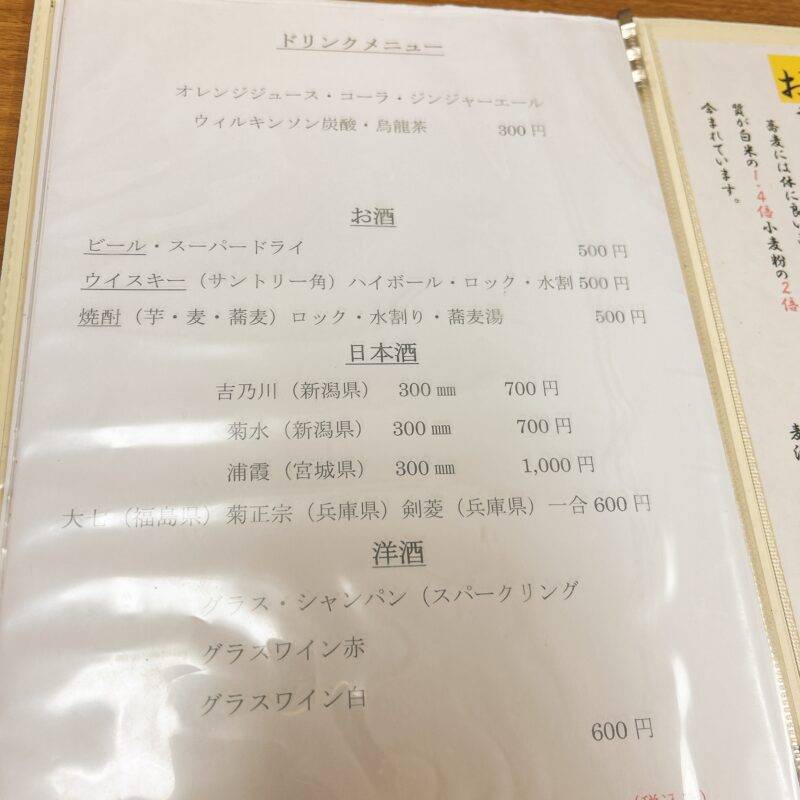 ドリンクメニュー
オレンジジュース・コーラ・ジンジャーエール
ウィルキンソン炭酸・烏龍茶 300円
お酒
ビール・スーパードライ 500円
ウイスキー（サントリー角）ハイボール・ロック・水割 500円
焼酎（芋・麦・蕎麦）ロック・水割り・蕎麦湯 500円
日本酒
吉乃川（新潟県） 300㎜ 700円
菊水（新潟県） 300㎜ 700円
浦霞（宮城県） 300㎜ 1,000円
大七（福島県）菊正宗（兵庫県）剣菱（兵庫県）一合 600円
洋酒
グラス・シャンパン（スパークリング
グラスワイン赤
グラスワイン白
600円
蕎麦には体に良い
質が白米の1.4倍小麦粉の2倍
含まれています。